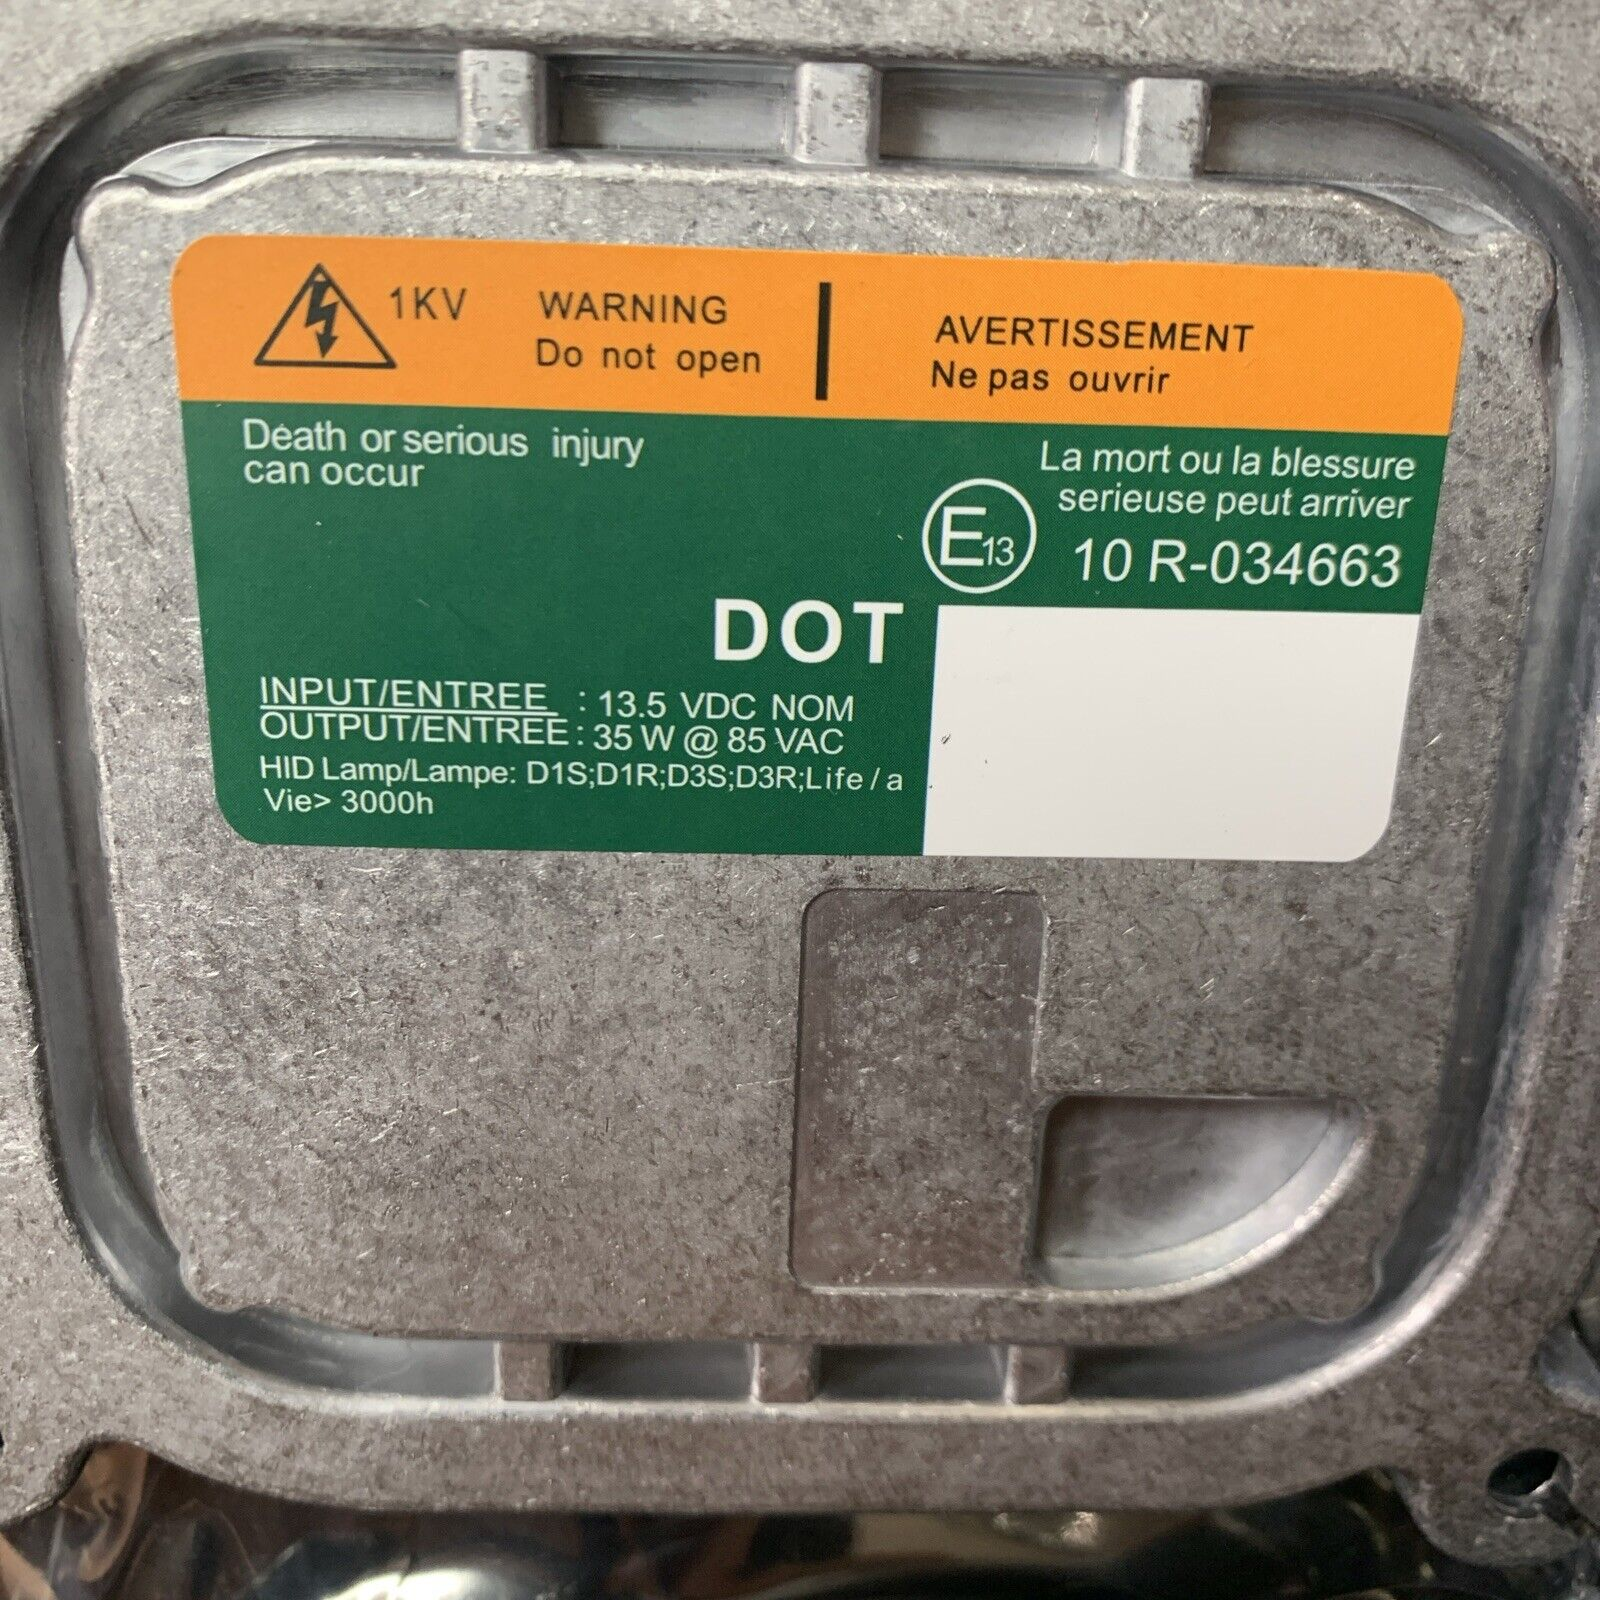 1KV
WARNING
Do not open
AVERTISSEMENT
Ne pas ouvrir
Death or serious injury
can occur
La mort ou la blessure
serieuse peut arriver
E13 10 R-034663
DOT
INPUT/ENTREE : 13.5 VDC NOM
OUTPUT/ENTREE: 35 W @ 85 VAC
HID Lamp/Lampe: D1S;D1R;D3S;D3R;Life / a
Vie> 3000h